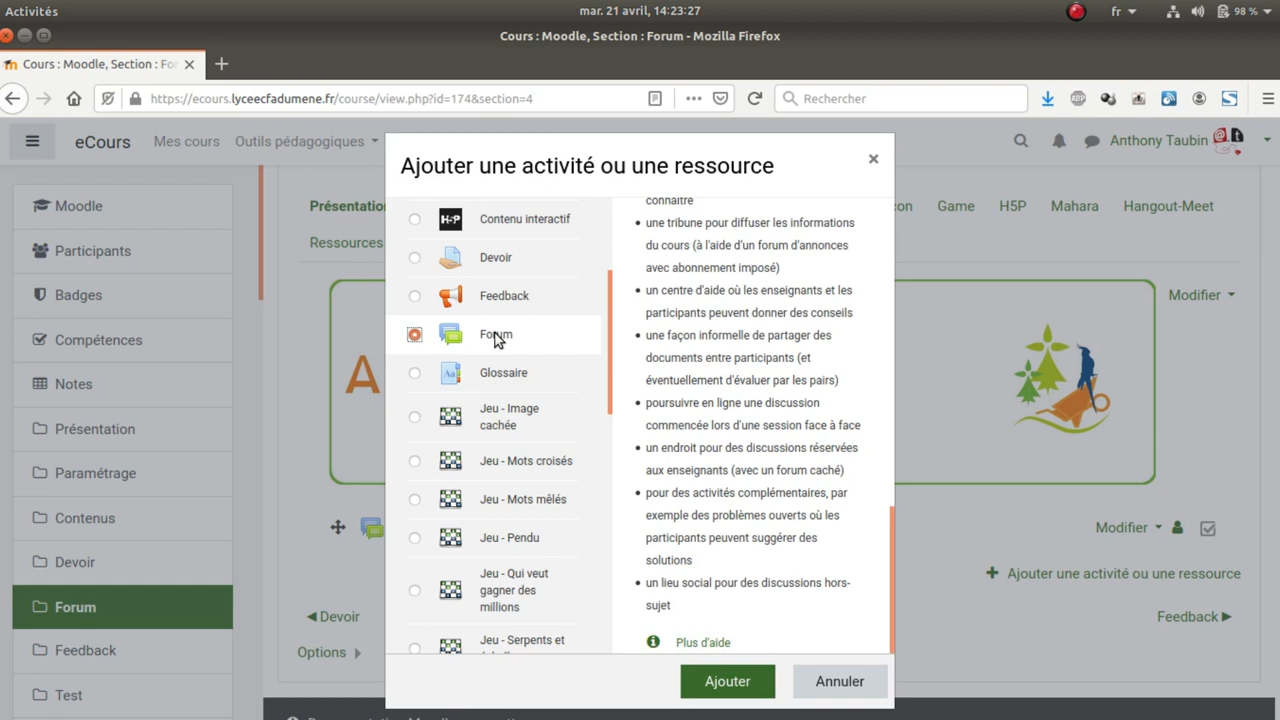 Activités
mar. 21 avril, 14:23:27
fr
98 %
Cours : Moodle, Section : Forum - Mozilla Firefox
Cours : Moodle, Section : For
https://ecours.lyceecfadumene.fr/course/view.php?id=174&section=4
Rechercher
ABP
S
eCours
Mes cours
Outils pédagogiques
Anthony Taubin
Moodle
Participants
Badges
Compétences
Notes
Présentation
Paramétrage
Contenus
Devoir
Forum
Feedback
Test
Présentation
Game
H5P
Mahara
Hangout-Meet
Ressources
Modifier
A
Modifier
Ajouter une activité ou une ressource
Devoir
Feedback
Options
Ajouter une activité ou une ressource
×
H-5P Contenu interactif
Devoir
Feedback
Forum
Aa Glossaire
Jeu - Image
cachée
Jeu - Mots croisés
Jeu - Mots mêlés
Jeu - Pendu
Jeu - Qui veut
gagner des
millions
Jeu - Serpents et
connaitre
une tribune pour diffuser les informations
du cours (à l'aide d'un forum d'annonces
avec abonnement imposé)
un centre d'aide où les enseignants et les
participants peuvent donner des conseils
une façon informelle de partager des
documents entre participants (et
éventuellement d'évaluer par les pairs)
poursuivre en ligne une discussion
commencée lors d'une session face à face
un endroit pour des discussions réservées
aux enseignants (avec un forum caché)
pour des activités complémentaires, par
exemple des problèmes ouverts où les
participants peuvent suggérer des
solutions
un lieu social pour des discussions hors-
sujet
Plus d'aide
Ajouter
Annuler